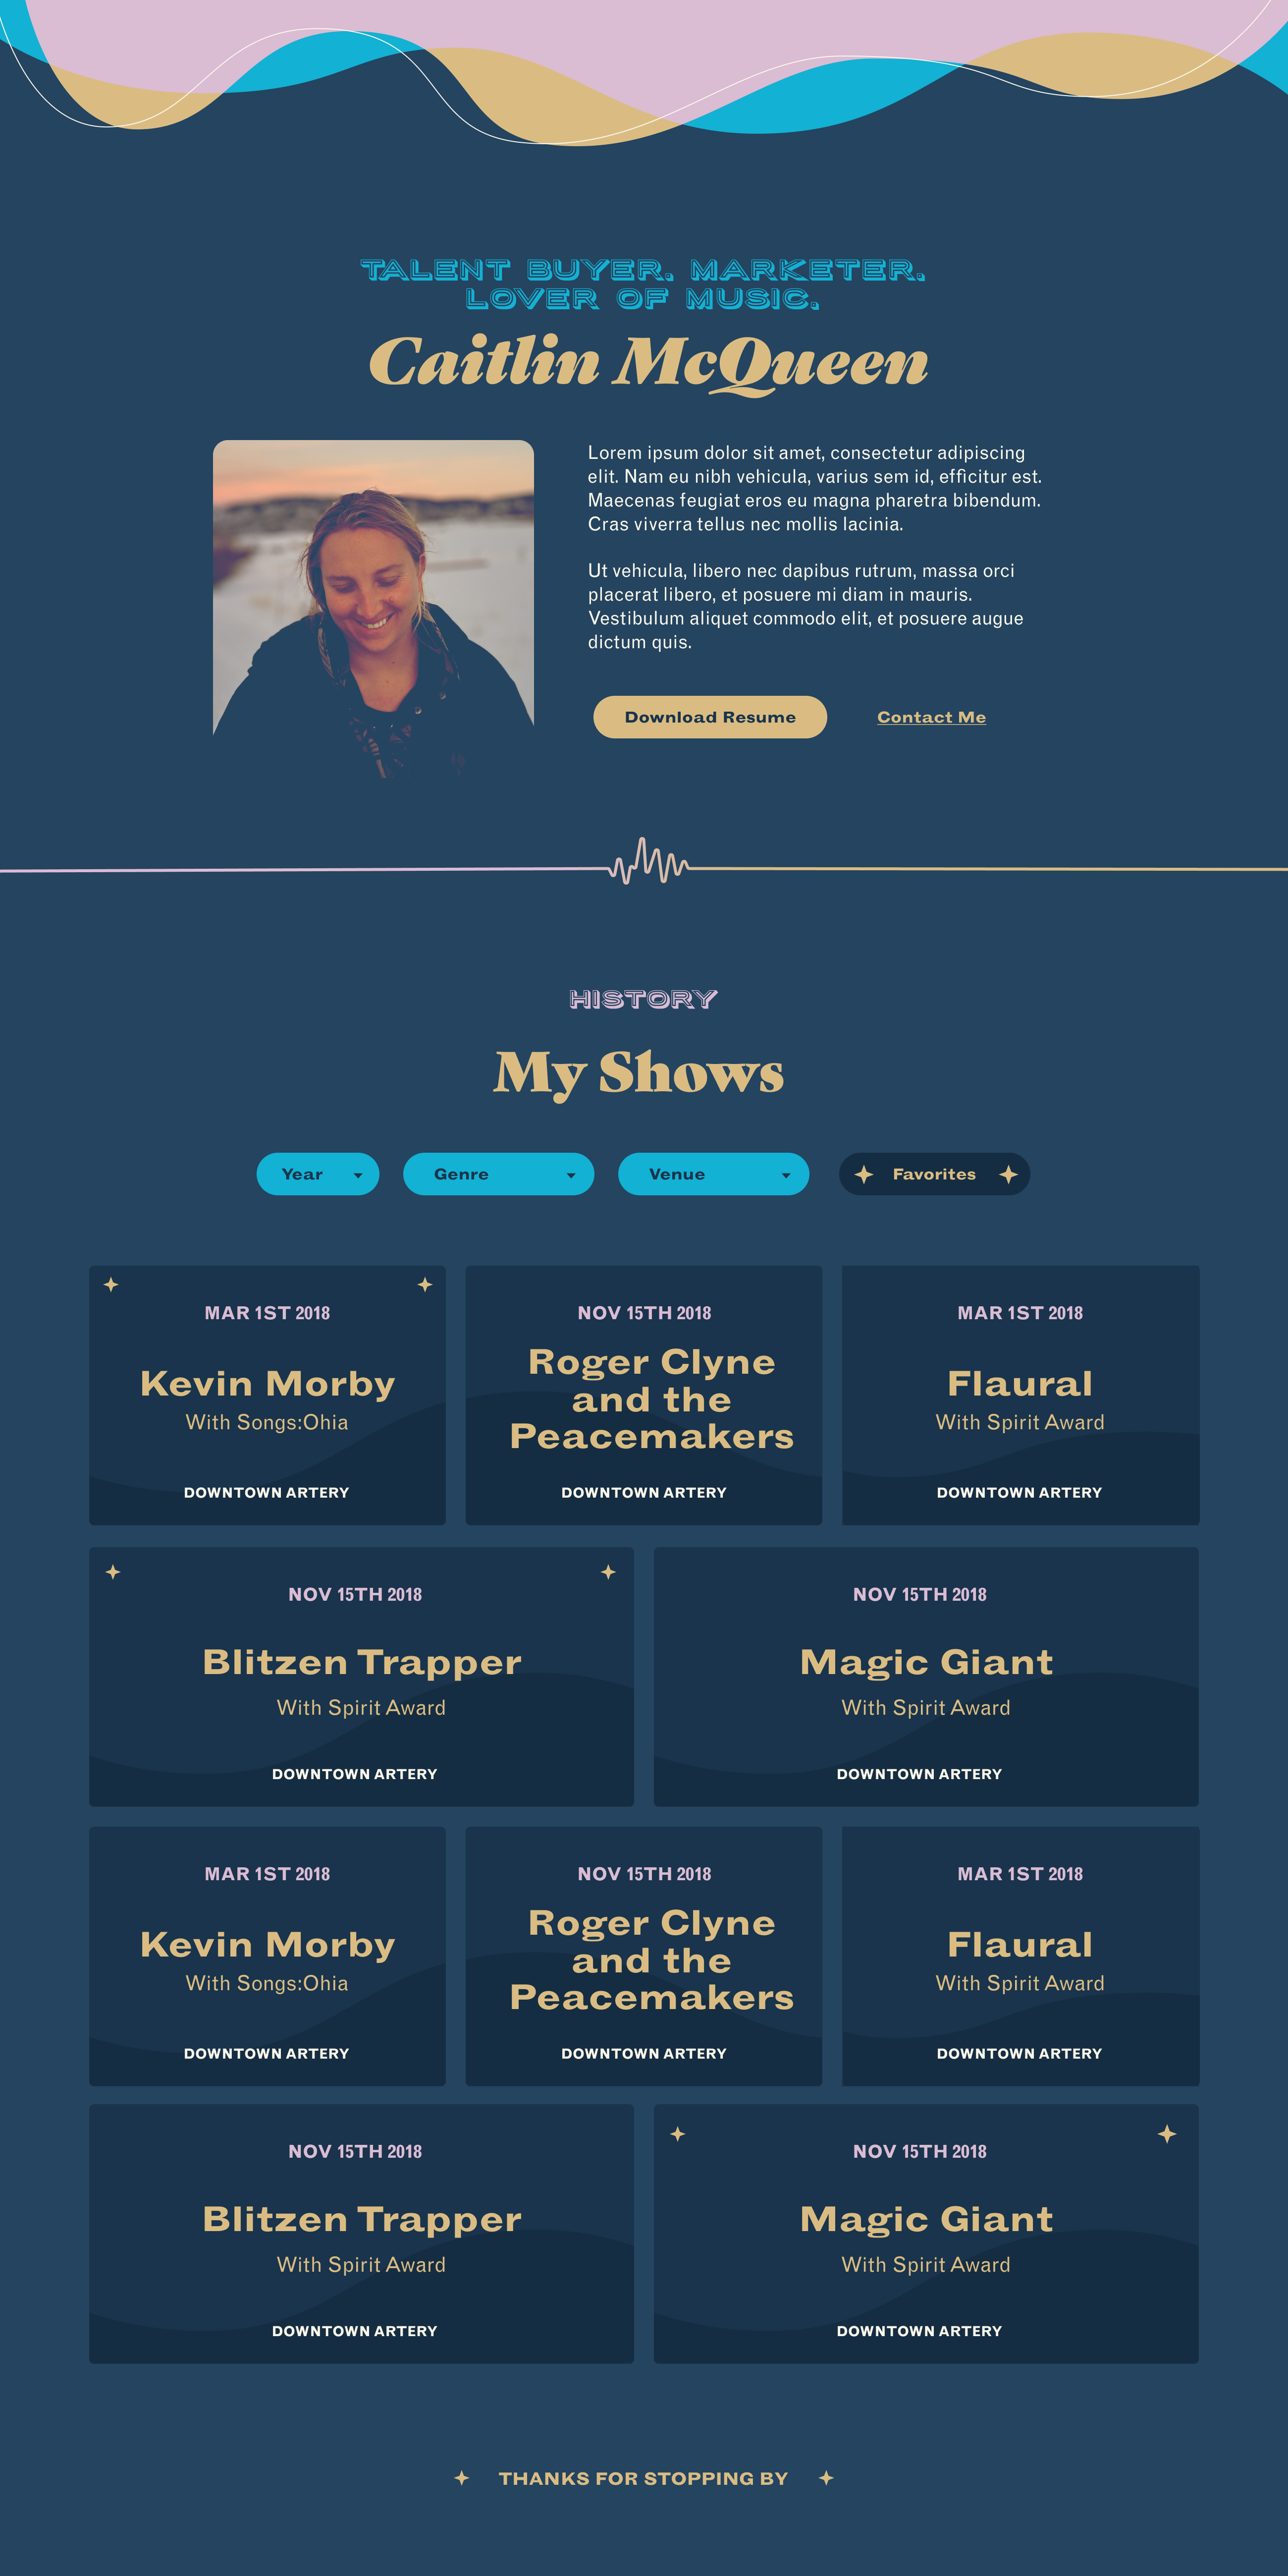 TALENT BUYER. MARKETER.
LOVER OF MUSIC.
Caitlin McQueen
Lorem ipsum dolor sit amet, consectetur adipiscing
elit. Nam eu nibh vehicula, varius sem id, efficitur est.
Maecenas feugiat eros eu magna pharetra bibendum.
Cras viverra tellus nec mollis lacinia.
Ut vehicula, libero nec dapibus rutrum, massa orci
placerat libero, et posuere mi diam in mauris.
Vestibulum aliquet commodo elit, et posuere augue
dictum quis.
Download Resume
Contact Me
HISTORY
My Shows
Year
Genre
Venue
Favorites
MAR 1ST 2018
Kevin Morby
With Songs:Ohia
DOWNTOWN ARTERY
NOV 15TH 2018
Roger Clyne
and the
Peacemakers
DOWNTOWN ARTERY
MAR 1ST 2018
Flaural
With Spirit Award
DOWNTOWN ARTERY
NOV 15TH 2018
Blitzen Trapper
With Spirit Award
DOWNTOWN ARTERY
NOV 15TH 2018
Magic Giant
With Spirit Award
DOWNTOWN ARTERY
MAR 1ST 2018
Kevin Morby
With Songs:Ohia
DOWNTOWN ARTERY
NOV 15TH 2018
Roger Clyne
and the
Peacemakers
DOWNTOWN ARTERY
MAR 1ST 2018
Flaural
With Spirit Award
DOWNTOWN ARTERY
NOV 15TH 2018
Blitzen Trapper
With Spirit Award
DOWNTOWN ARTERY
NOV 15TH 2018
Magic Giant
With Spirit Award
DOWNTOWN ARTERY
THANKS FOR STOPPING BY